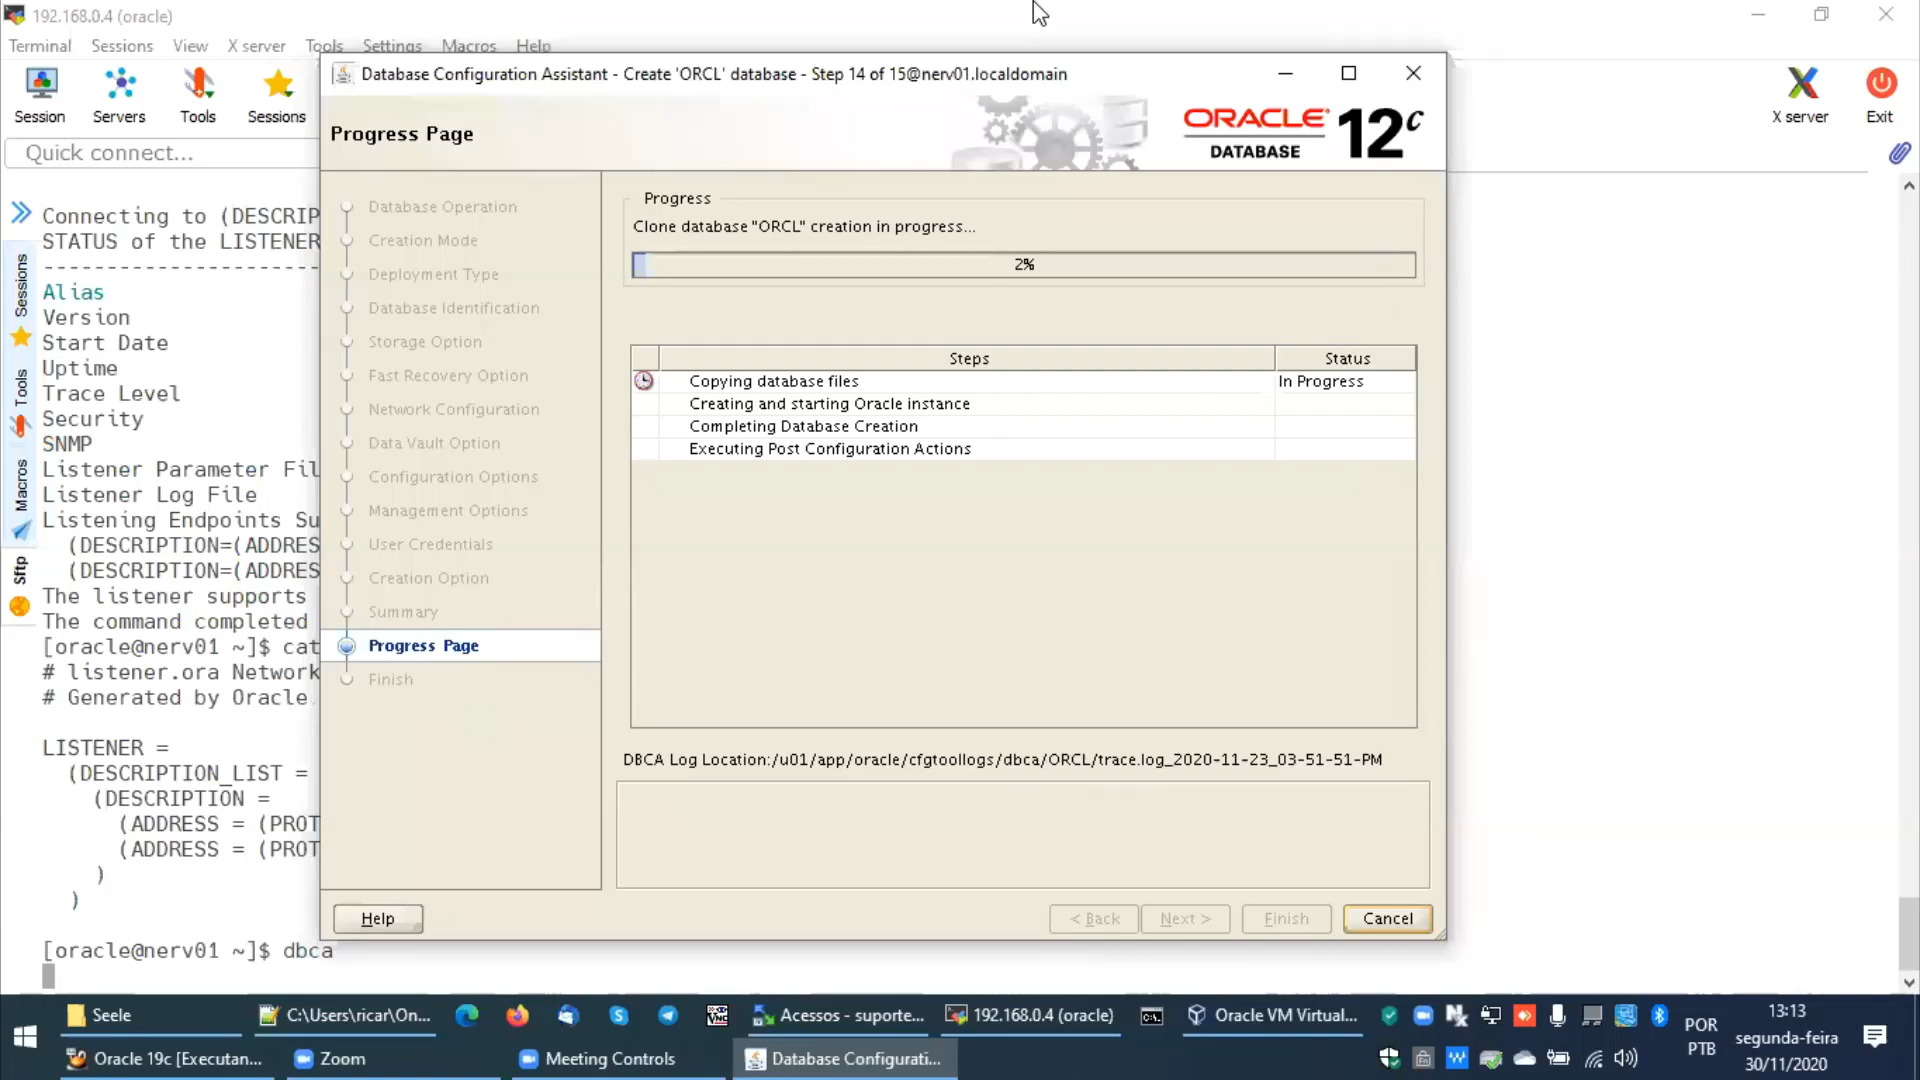 192.168.0.4 (oracle)
Terminal Sessions View X server Tools Settings Macros Help
Session Servers Tools Sessions
X server Exit
Quick connect...
Database Configuration Assistant - Create 'ORCL' database - Step 14 of 15@nerv01.localdomain
Progress Page
ORACLE
DATABASE
12c
Database Operation
Creation Mode
Deployment Type
Database Identification
Storage Option
Fast Recovery Option
Network Configuration
Data Vault Option
Configuration Options
Management Options
User Credentials
Creation Option
Summary
Progress Page
Finish
Progress
Clone database "ORCL" creation in progress...
2%
Steps Status
Copying database files In Progress
Creating and starting Oracle instance
Completing Database Creation
Executing Post Configuration Actions
DBCA Log Location:/u01/app/oracle/cfgtoollogs/dbca/ORCL/trace.log_2020-11-23_03-51-51-PM
Help
< Back Next > Finish Cancel
Sessions
Tools
Macros
Sftp
Connecting to (DESCRIP
STATUS of the LISTENER
----------------------
Alias
Version
Start Date
Uptime
Trace Level
Security
SNMP
Listener Parameter Fil
Listener Log File
Listening Endpoints Su
(DESCRIPTION=(ADDRES
(DESCRIPTION=(ADDRES
The listener supports
The command completed
[oracle@nerv01 ~]$ cat
# listener.ora Network
# Generated by Oracle
LISTENER =
(DESCRIPTION_LIST =
(DESCRIPTION =
(ADDRESS = (PROT
(ADDRESS = (PROT
)
)
[oracle@nerv01 ~]$ dbca
Seele
C:\Users\ricar\On...
Acessos - suporte...
192.168.0.4 (oracle)
Oracle VM Virtual...
Oracle 19c [Executan...
Zoom
Meeting Controls
Database Configurati...
POR
PTB
13:13
segunda-feira
30/11/2020